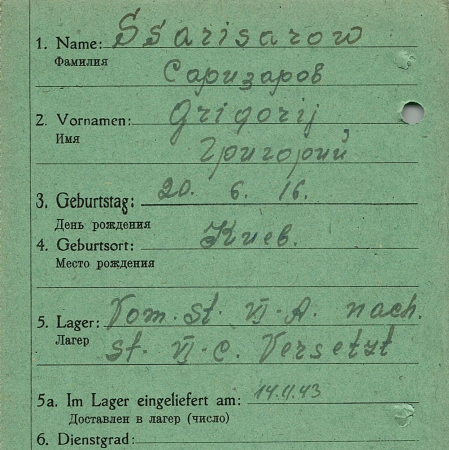 1. Name: Ssarisarow
Фамилия
Саризаров
2. Vornamen: Grigorij
Имя
Григорий
3. Geburtstag: 20. 6. 16.
День рождения
4. Geburtsort: Киев.
Место рождения
5. Lager: Vom. St. VI-A. nach.
Лагерь
St. VI-C. Versetzt
5a. Im Lager eingeliefert am: 14.11.43
Доставлен в лагерь (число)
6. Dienstgrad: